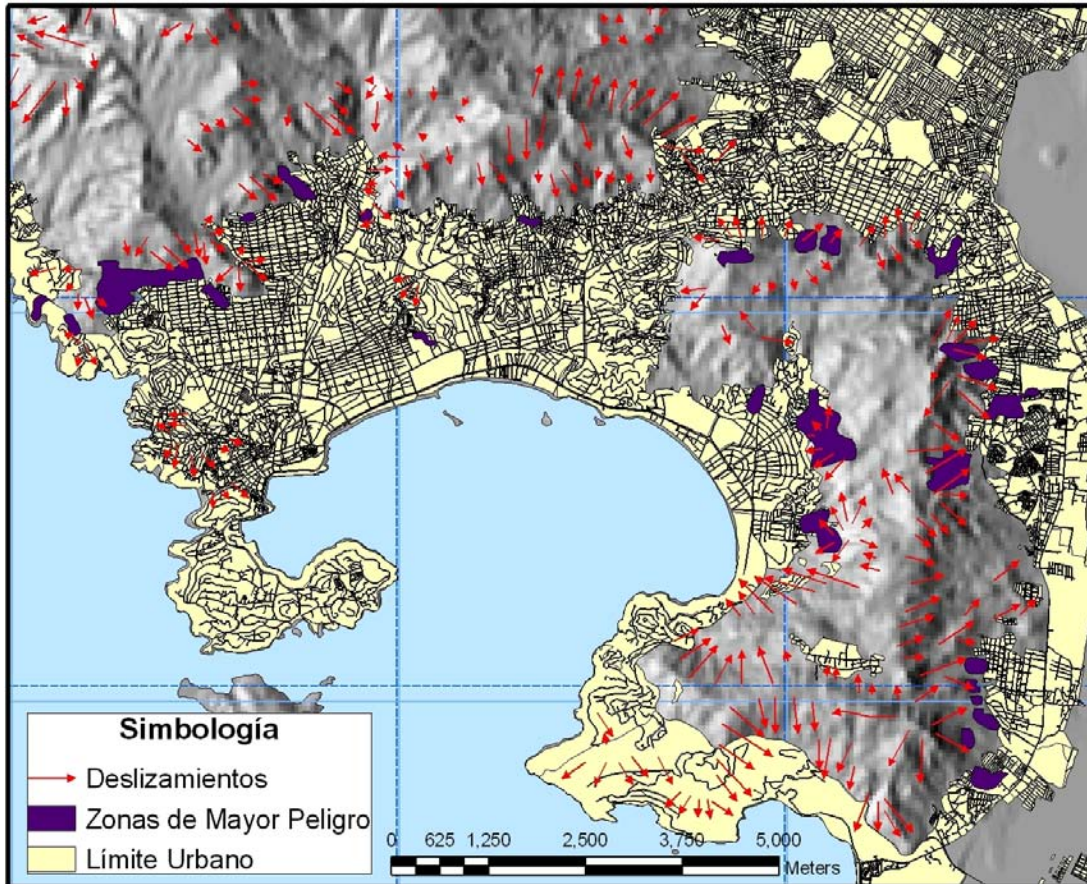 Simbología
Deslizamientos
Zonas de Mayor Peligro
Límite Urbano
0 625 1,250 2,500 3,750 5,000
Meters